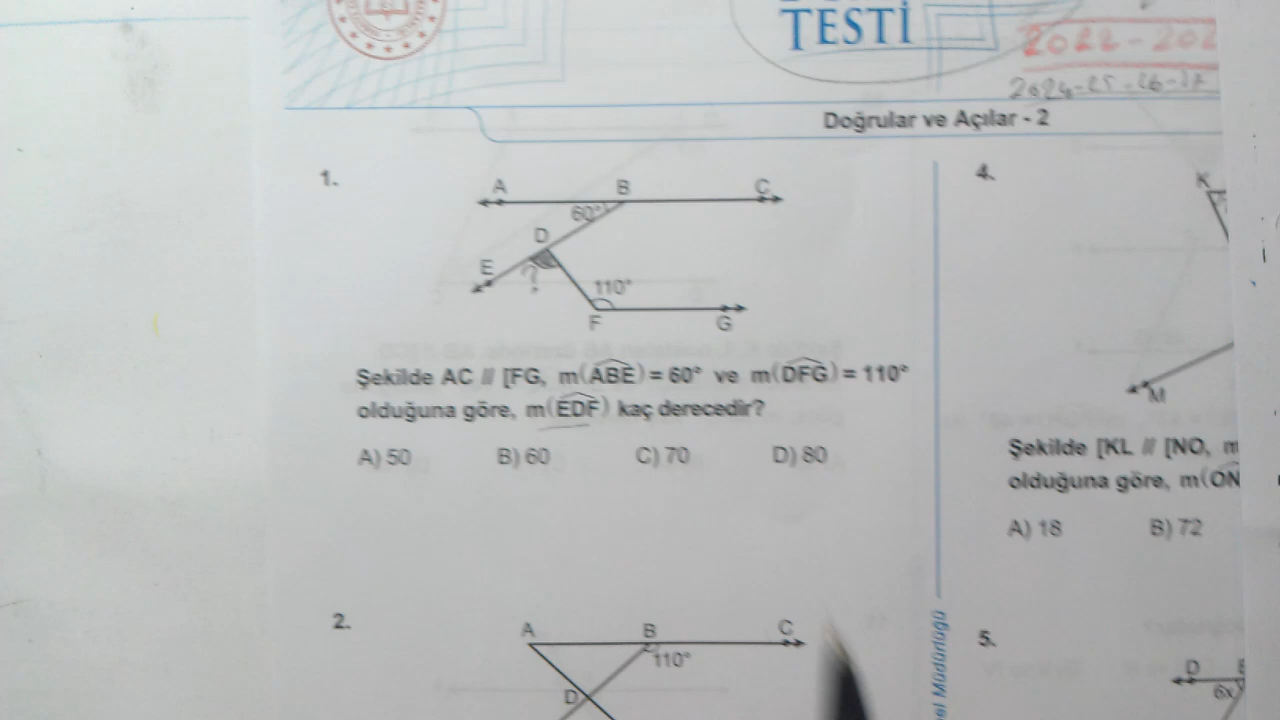 TESTİ
2022-202
2024-25-26-27
Doğrular ve Açılar - 2
1.
A B C
60°
D
E
?
110°
F G
Şekilde AC // [FG, m(ABE) = 60° ve m(DFG) = 110°
olduğuna göre, m(EDF) kaç derecedir?
A) 50 B) 60 C) 70 D) 80
2.
A B C
110°
D
4.
K
M
Şekilde [KL // [NO, m
olduğuna göre, m(ON
A) 18 B) 72
5.
D
6x
Müdürlüğü